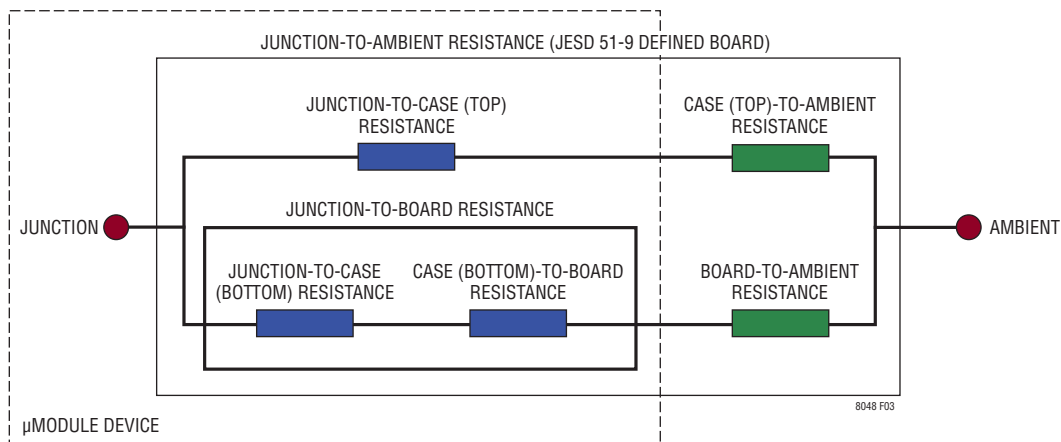 JUNCTION-TO-AMBIENT RESISTANCE (JESD 51-9 DEFINED BOARD)
JUNCTION-TO-CASE (TOP)
RESISTANCE
CASE (TOP)-TO-AMBIENT
RESISTANCE
JUNCTION
JUNCTION-TO-BOARD RESISTANCE
AMBIENT
JUNCTION-TO-CASE
(BOTTOM) RESISTANCE
CASE (BOTTOM)-TO-BOARD
RESISTANCE
BOARD-TO-AMBIENT
RESISTANCE
8048 F03
µMODULE DEVICE